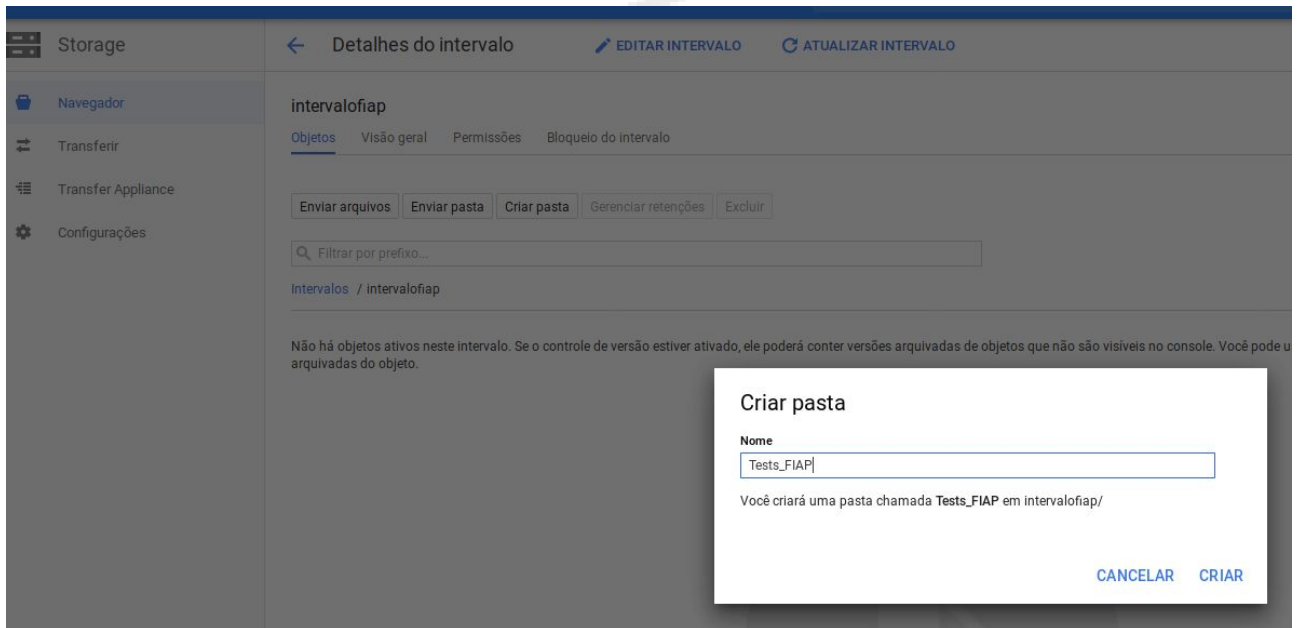 Storage
Detalhes do intervalo
EDITAR INTERVALO
ATUALIZAR INTERVALO
Navegador
Transferir
Transfer Appliance
Configurações
intervalofiap
Objetos
Visão geral
Permissões
Bloqueio do intervalo
Enviar arquivos
Enviar pasta
Criar pasta
Gerenciar retenções
Excluir
Filtrar por prefixo...
Intervalos / intervalofiap
Não há objetos ativos neste intervalo. Se o controle de versão estiver ativado, ele poderá conter versões arquivadas de objetos que não são visíveis no console. Você pode u
arquivadas do objeto.
Criar pasta
Nome
Tests_FIAP
Você criará uma pasta chamada Tests_FIAP em intervalofiap/
CANCELAR
CRIAR